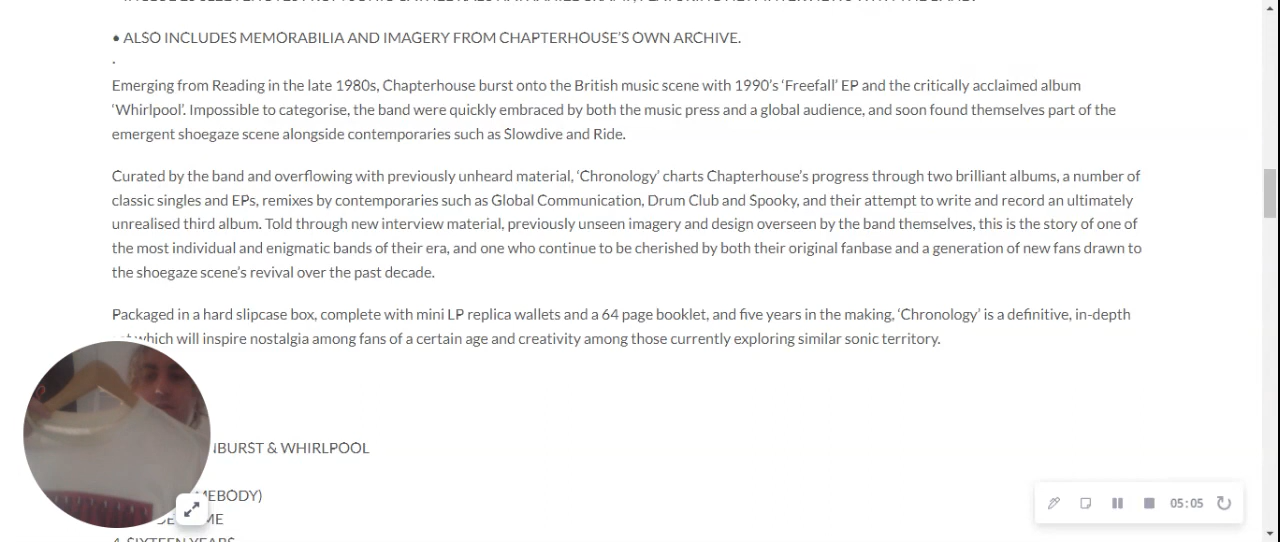 • ALSO INCLUDES MEMORABILIA AND IMAGERY FROM CHAPTERHOUSE'S OWN ARCHIVE.
.
Emerging from Reading in the late 1980s, Chapterhouse burst onto the British music scene with 1990's ‘Freefall’ EP and the critically acclaimed album
‘Whirlpool’. Impossible to categorise, the band were quickly embraced by both the music press and a global audience, and soon found themselves part of the
emergent shoegaze scene alongside contemporaries such as Slowdive and Ride.
Curated by the band and overflowing with previously unheard material, ‘Chronology’ charts Chapterhouse's progress through two brilliant albums, a number of
classic singles and EPs, remixes by contemporaries such as Global Communication, Drum Club and Spooky, and their attempt to write and record an ultimately
unrealised third album. Told through new interview material, previously unseen imagery and design overseen by the band themselves, this is the story of one of
the most individual and enigmatic bands of their era, and one who continue to be cherished by both their original fanbase and a generation of new fans drawn to
the shoegaze scene's revival over the past decade.
Packaged in a hard slipcase box, complete with mini LP replica wallets and a 64 page booklet, and five years in the making, ‘Chronology’ is a definitive, in-depth
which will inspire nostalgia among fans of a certain age and creativity among those currently exploring similar sonic territory.
& WHIRLPOOL
4. SIXTEEN YEARS
05:05